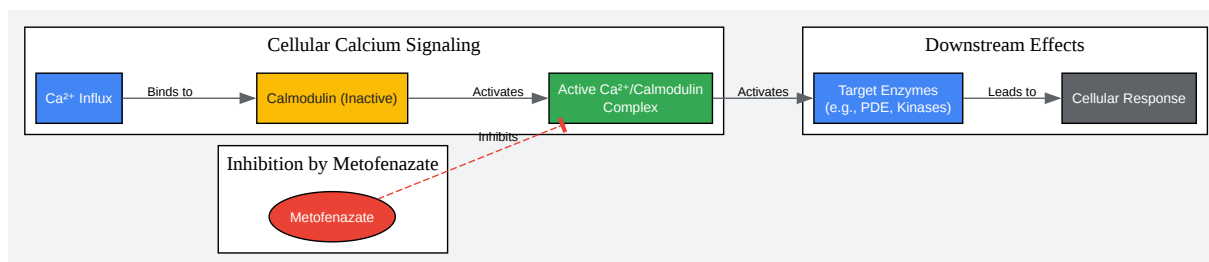 Cellular Calcium Signaling
Downstream Effects
Ca²⁺ Influx
Binds to
Calmodulin (Inactive)
Activates
Active Ca²⁺/Calmodulin
Complex
Activates
Target Enzymes
(e.g., PDE, Kinases)
Leads to
Cellular Response
Inhibits
Inhibition by Metofenazate
Metofenazate